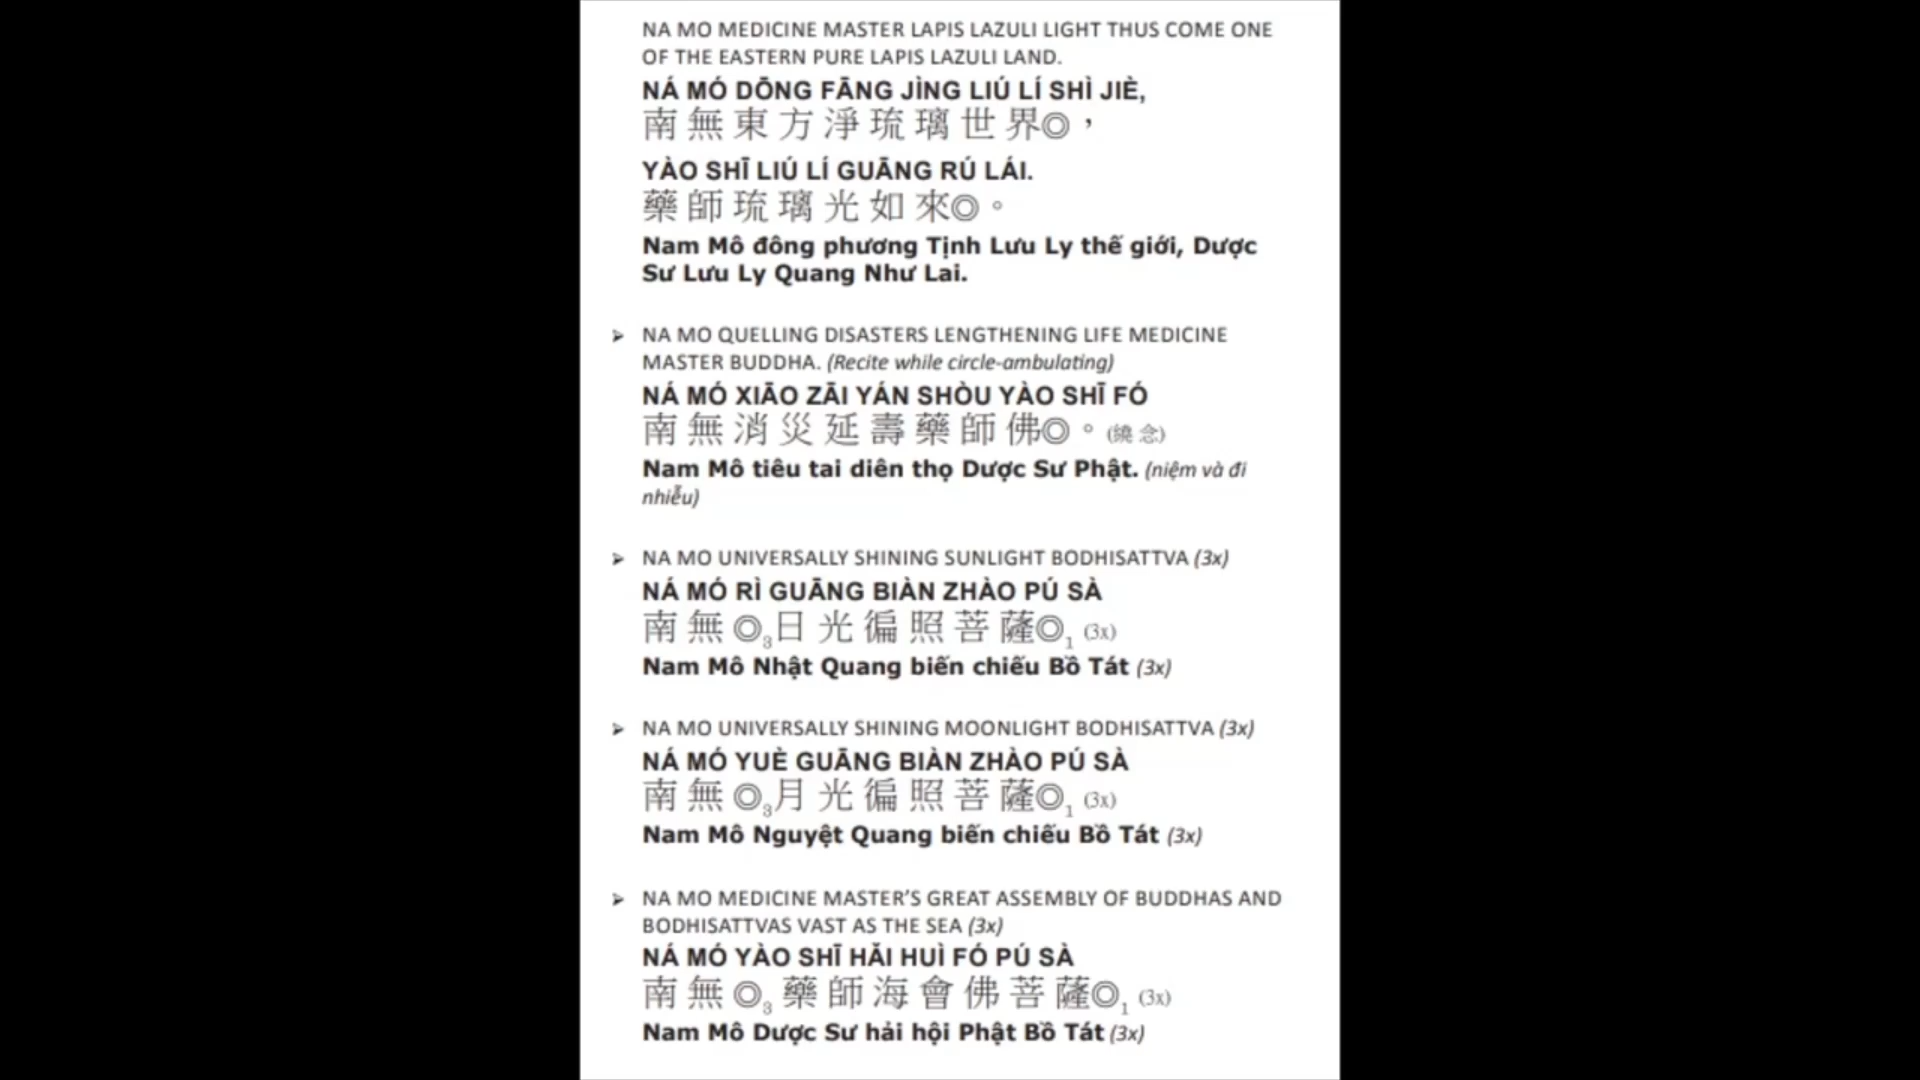 NA MO MEDICINE MASTER LAPIS LAZULI LIGHT THUS COME ONE
OF THE EASTERN PURE LAPIS LAZULI LAND.
NÁ MÓ DŌNG FĀNG JÌNG LIÚ LÍ SHÌ JIÈ,
南無東方淨琉璃世界◎，
YÀO SHĪ LIÚ LÍ GUĀNG RÚ LÁI.
藥師琉璃光如來◎。
Nam Mô đông phương Tịnh Lưu Ly thế giới, Dược
Sư Lưu Ly Quang Như Lai.
➢ NA MO QUELLING DISASTERS LENGTHENING LIFE MEDICINE
MASTER BUDDHA. (Recite while circle-ambulating)
NÁ MÓ XIĀO ZĀI YÁN SHÒU YÀO SHĪ FÓ
南無消災延壽藥師佛◎。(繞念)
Nam Mô tiêu tai diên thọ Dược Sư Phật. (niệm và đi
nhiễu)
➢ NA MO UNIVERSALLY SHINING SUNLIGHT BODHISATTVA (3x)
NÁ MÓ RÌ GUĀNG BIÀN ZHÀO PÚ SÀ
南無◎3日光徧照菩薩◎1 (3x)
Nam Mô Nhật Quang biến chiếu Bồ Tát (3x)
➢ NA MO UNIVERSALLY SHINING MOONLIGHT BODHISATTVA (3x)
NÁ MÓ YUÈ GUĀNG BIÀN ZHÀO PÚ SÀ
南無◎3月光徧照菩薩◎1 (3x)
Nam Mô Nguyệt Quang biến chiếu Bồ Tát (3x)
➢ NA MO MEDICINE MASTER’S GREAT ASSEMBLY OF BUDDHAS AND
BODHISATTVAS VAST AS THE SEA (3x)
NÁ MÓ YÀO SHĪ HǍI HUÌ FÓ PÚ SÀ
南無◎3藥師海會佛菩薩◎1 (3x)
Nam Mô Dược Sư hải hội Phật Bồ Tát (3x)